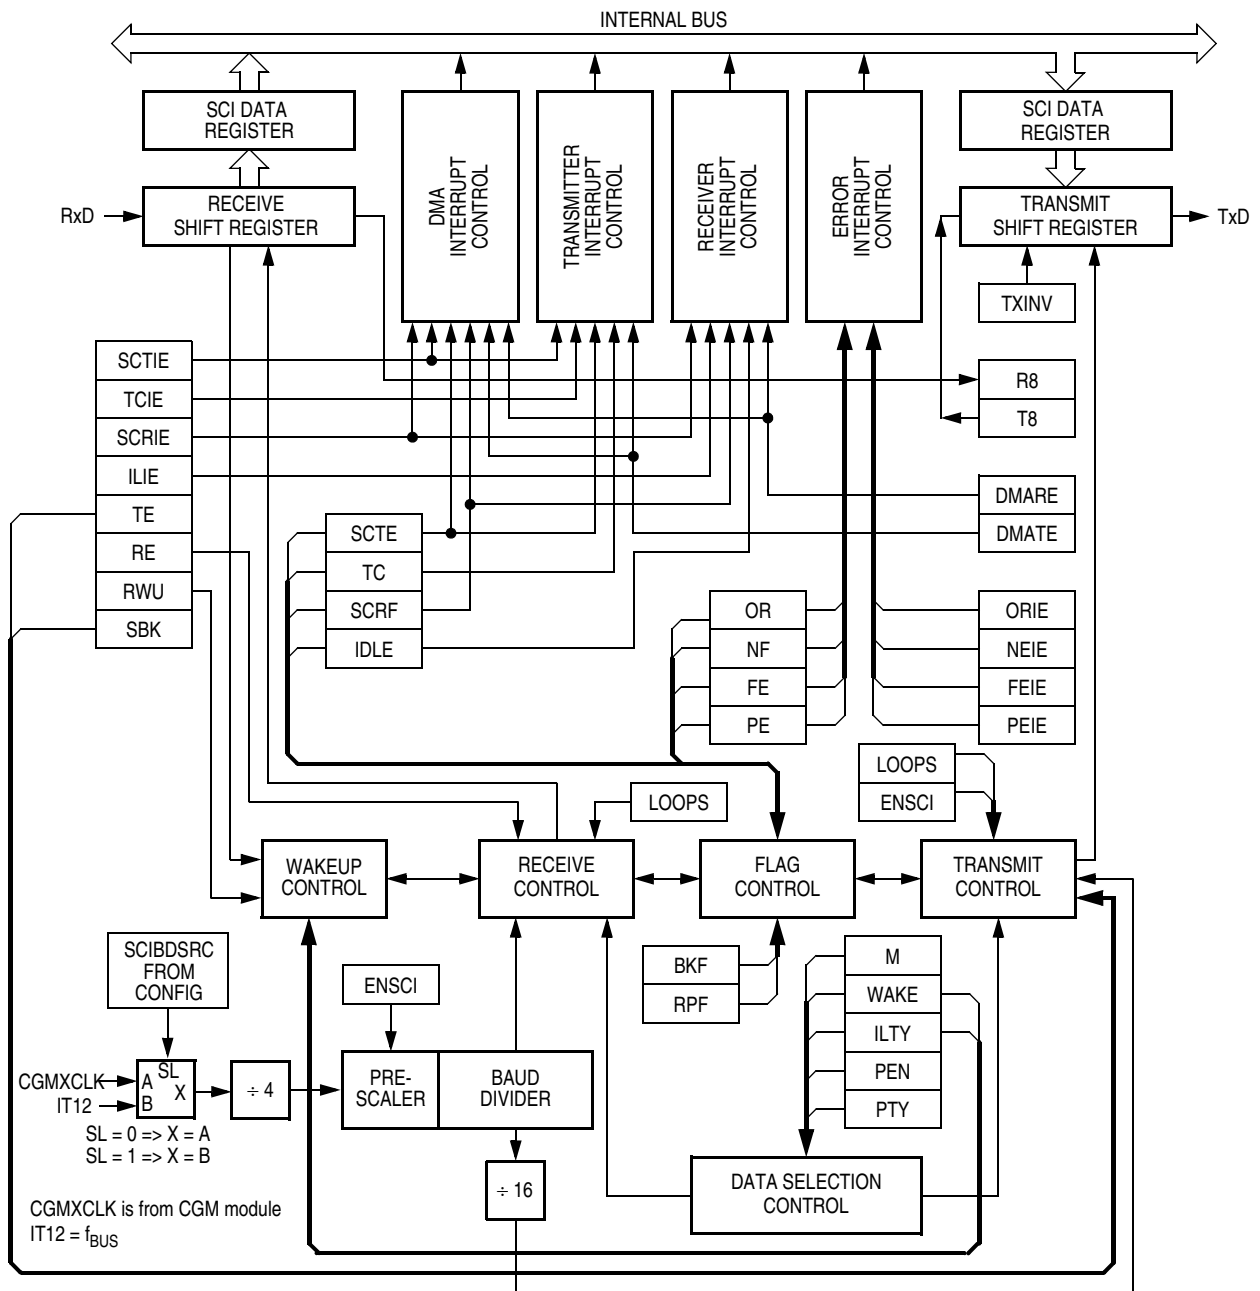 INTERNAL BUS
SCI DATA
REGISTER
DMA
INTERRUPT
CONTROL
TRANSMITTER
INTERRUPT
CONTROL
RECEIVER
INTERRUPT
CONTROL
ERROR
INTERRUPT
CONTROL
SCI DATA
REGISTER
RxD
RECEIVE
SHIFT REGISTER
TRANSMIT
SHIFT REGISTER
TxD
TXINV
SCTIE
TCIE
SCRIE
ILIE
TE
RE
RWU
SBK
R8
T8
DMARE
DMATE
SCTE
TC
SCRF
IDLE
OR
NF
FE
PE
ORIE
NEIE
FEIE
PEIE
LOOPS
ENSCI
LOOPS
WAKEUP
CONTROL
RECEIVE
CONTROL
FLAG
CONTROL
TRANSMIT
CONTROL
SCIBDSRC
FROM
CONFIG
ENSCI
BKF
RPF
M
WAKE
ILTY
PEN
PTY
CGMXCLK
IT12
SL
A
X
B
÷ 4
PRE-
SCALER
BAUD
DIVIDER
SL = 0 => X = A
SL = 1 => X = B
÷ 16
DATA SELECTION
CONTROL
CGMXCLK is from CGM module
IT12 = fBUS